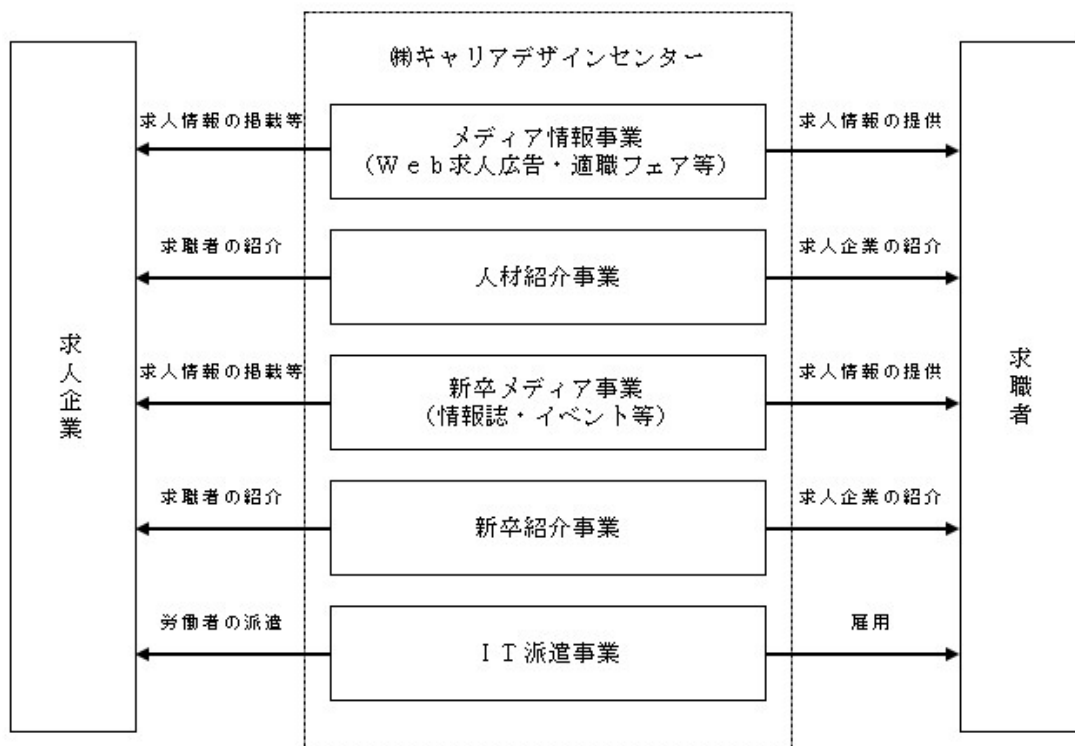 ㈱キャリアデザインセンター
求人情報の掲載等
メディア情報事業
(Web求人広告・適職フェア等)
求人情報の提供
求職者の紹介
人材紹介事業
求人企業の紹介
求人企業
求人情報の掲載等
新卒メディア事業
(情報誌・イベント等)
求人情報の提供
求職者
求職者の紹介
新卒紹介事業
求人企業の紹介
労働者の派遣
IT派遣事業
雇用